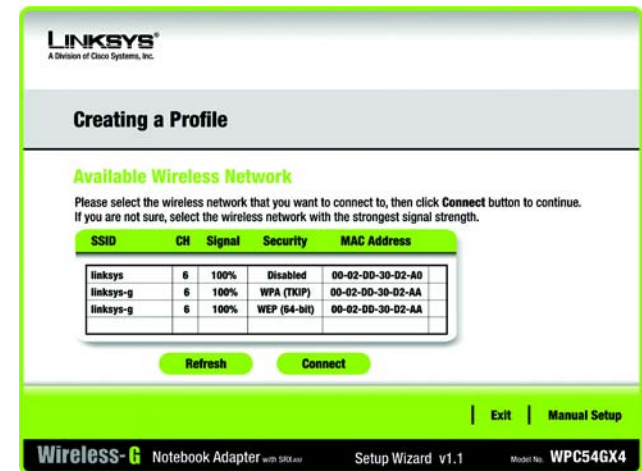 LINKSYS®
A Division of Cisco Systems, Inc.
Creating a Profile
Available Wireless Network
Please select the wireless network that you want to connect to, then click Connect button to continue.
If you are not sure, select the wireless network with the strongest signal strength.
SSID CH Signal Security MAC Address
linksys 6 100% Disabled 00-02-DD-30-D2-A0
linksys-g 6 100% WPA (TKIP) 00-02-DD-30-D2-AA
linksys-g 6 100% WEP (64-bit) 00-02-DD-30-D2-AA
Refresh Connect
Exit Manual Setup
Wireless-G Notebook Adapter with SRX400 Setup Wizard v1.1 Model No. WPC54GX4